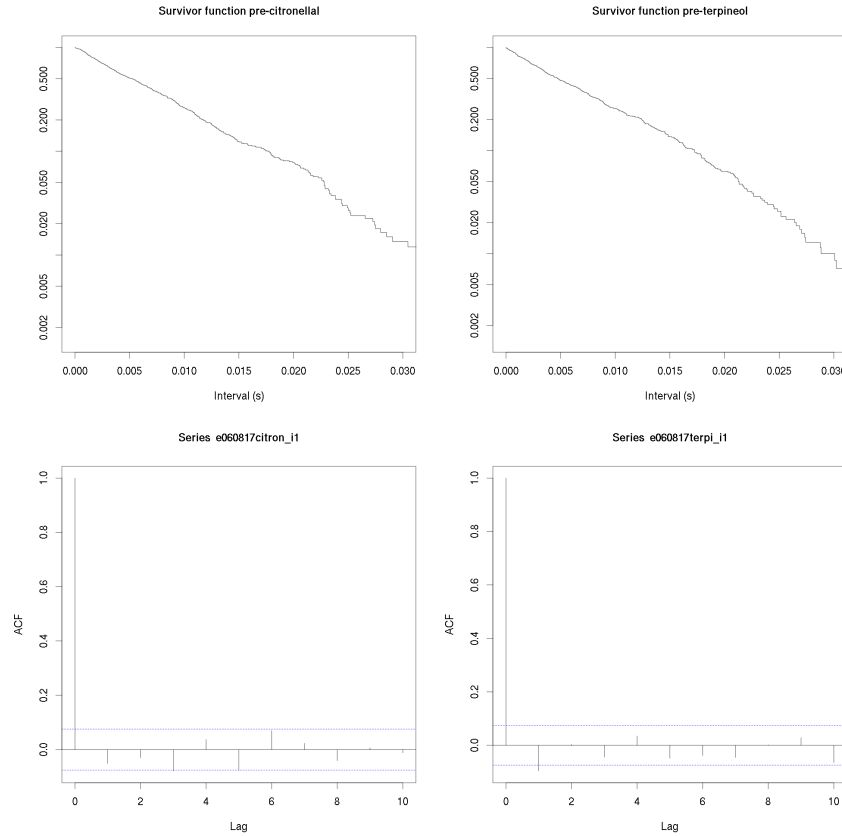 Survivor function pre-citronellal
0.500
0.200
0.050
0.020
0.005
0.002
0.000 0.005 0.010 0.015 0.020 0.025 0.030
Interval (s)
Survivor function pre-terpineol
0.500
0.200
0.050
0.020
0.005
0.002
0.000 0.005 0.010 0.015 0.020 0.025 0.030
Interval (s)
Series e060817citron_i1
ACF
1.0
0.8
0.6
0.4
0.2
0.0
0 2 4 6 8 10
Lag
Series e060817terpi_i1
ACF
1.0
0.8
0.6
0.4
0.2
0.0
0 2 4 6 8 10
Lag